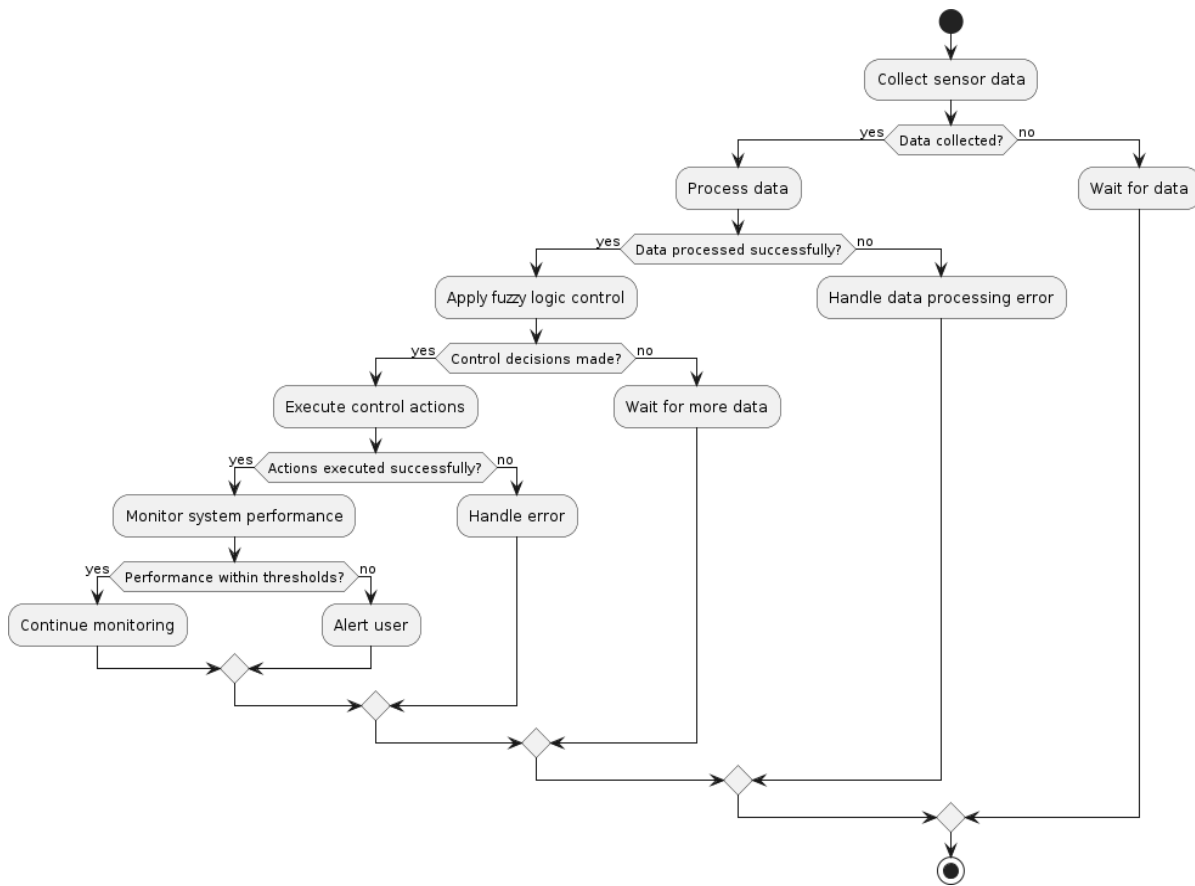 Collect sensor data
yes
Data collected?
no
Process data
Wait for data
yes
Data processed successfully?
no
Apply fuzzy logic control
Handle data processing error
yes
Control decisions made?
no
Execute control actions
Wait for more data
yes
Actions executed successfully?
no
Monitor system performance
Handle error
yes
Performance within thresholds?
no
Continue monitoring
Alert user